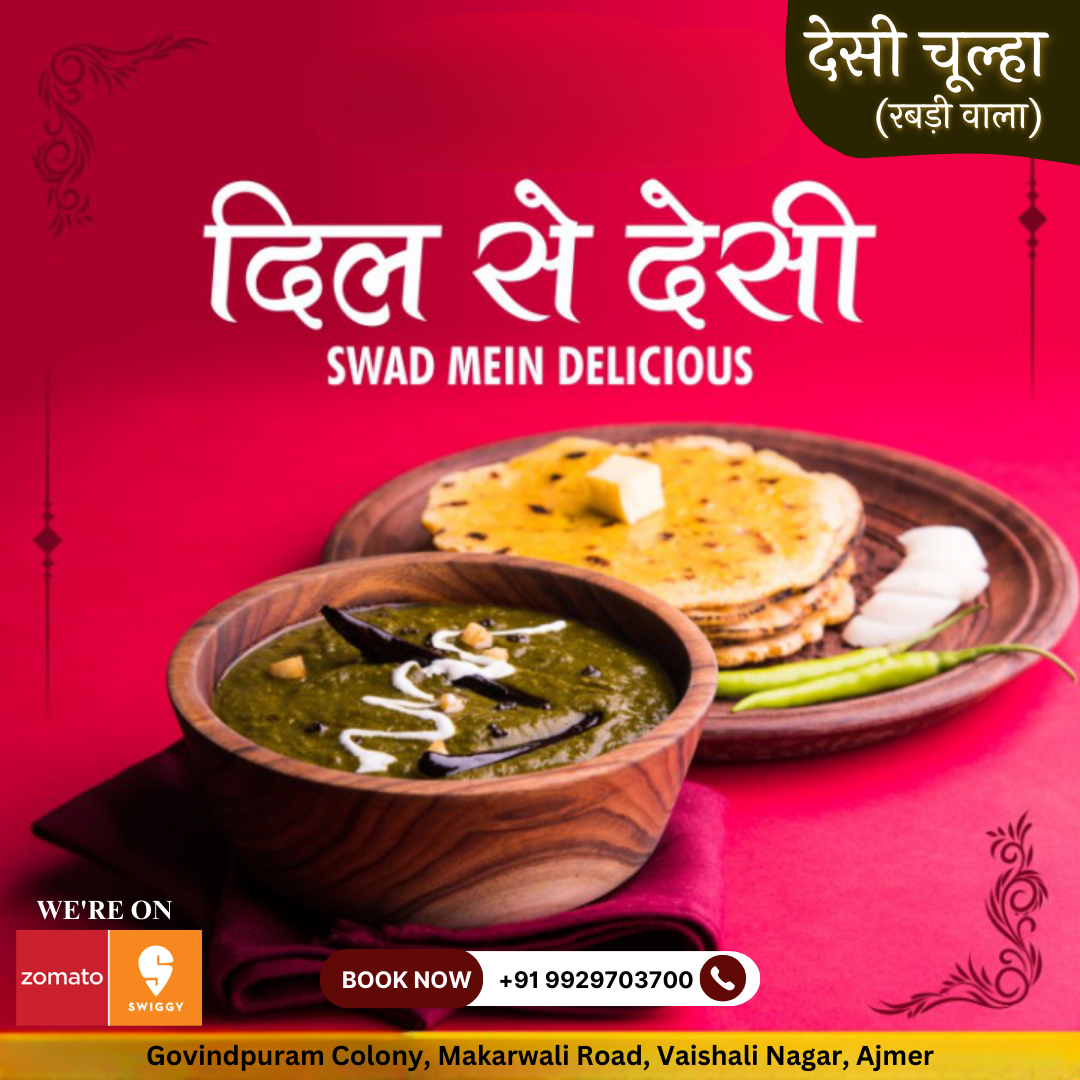 देसी चूल्हा
(रबड़ी वाला)
दिल से देसी
SWAD MEIN DELICIOUS
WE'RE ON
zomato
SWIGGY
BOOK NOW +91 9929703700
Govindpuram Colony, Makarwali Road, Vaishali Nagar, Ajmer